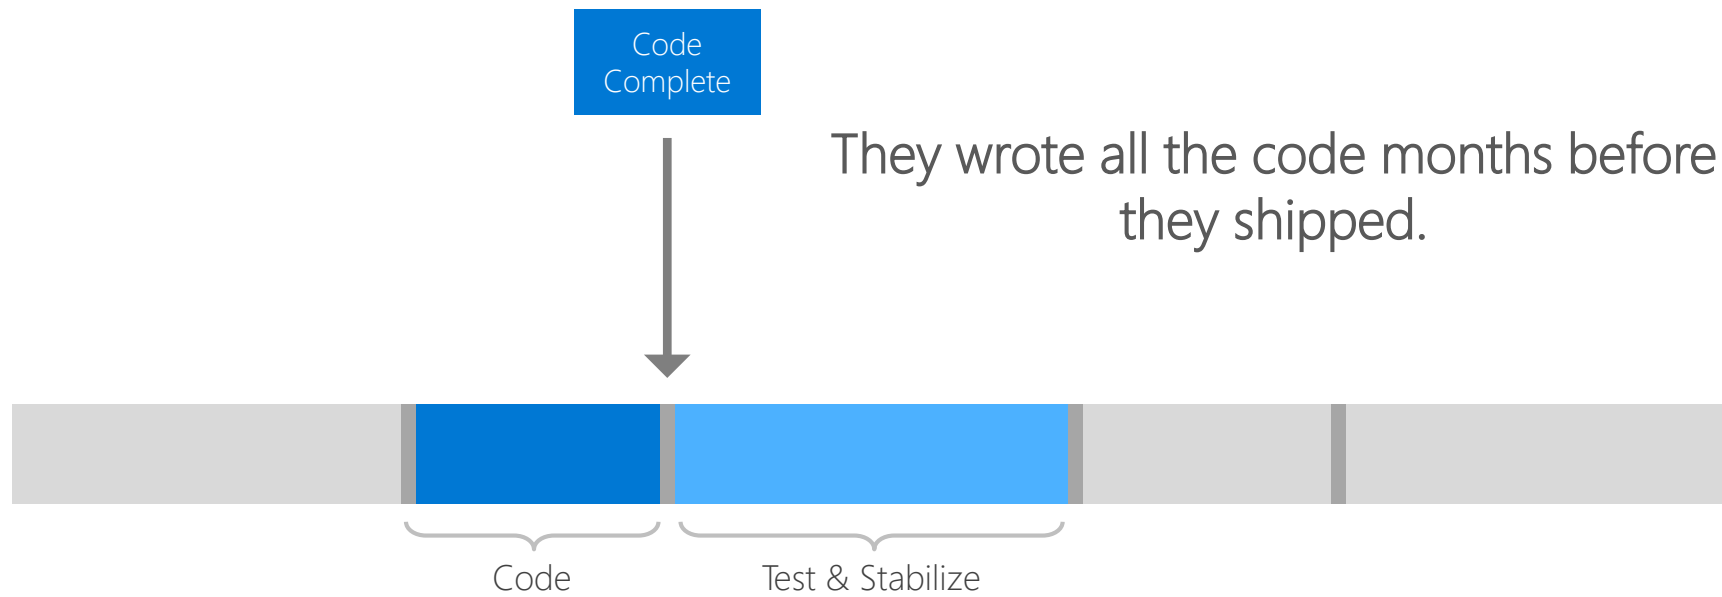 Code
Complete
They wrote all the code months before
they shipped.
Code
Test & Stabilize